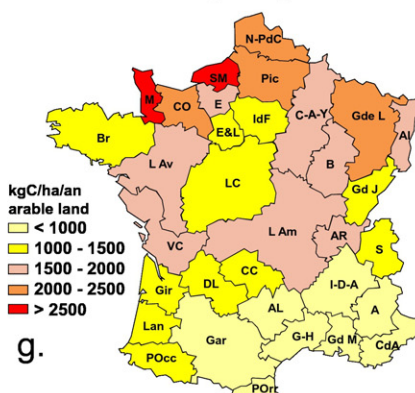 N-PdC
SM
Pic
M
CO
E
C-A-Y
Gde L
Al
Br
E&L
IdF
L Av
B
LC
Gd J
kgC/ha/an
arable land
< 1000
1000 - 1500
1500 - 2000
2000 - 2500
> 2500
VC
L Am
AR
S
Gir
DL
CC
I-D-A
Lan
AL
A
Gar
G-H
Gd M
CdA
POcc
POrr
g.